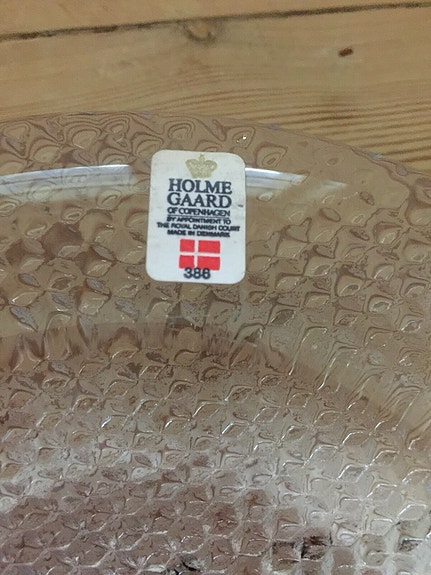 HOLME
GAARD
OF COPENHAGEN
BY APPOINTMENT TO
THE ROYAL DANISH COURT
MADE IN DENMARK
386